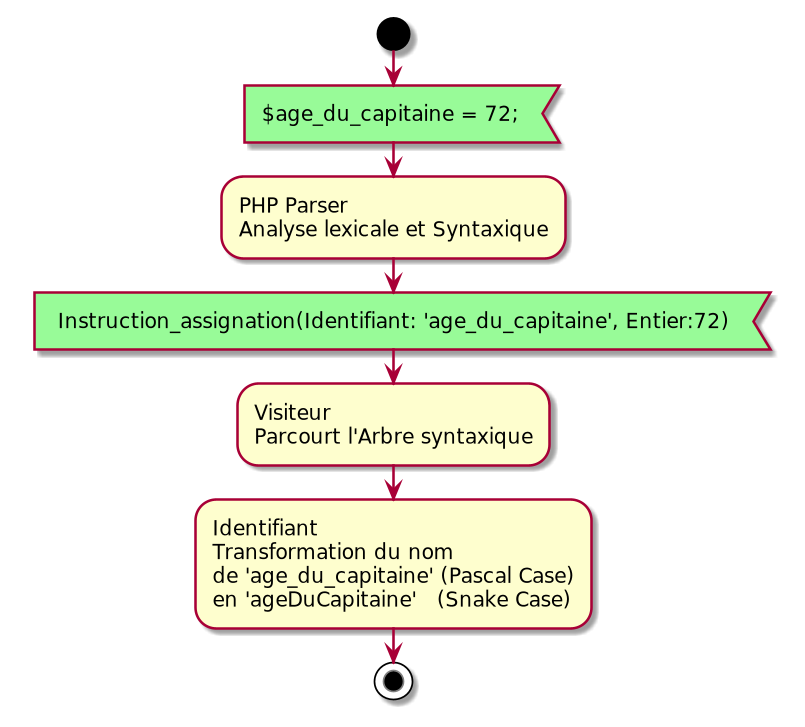 $age_du_capitaine = 72;
PHP Parser
Analyse lexicale et Syntaxique
Instruction_assignation(Identifiant: 'age_du_capitaine', Entier:72)
Visiteur
Parcourt l'Arbre syntaxique
Identifiant
Transformation du nom
de 'age_du_capitaine' (Pascal Case)
en 'ageDuCapitaine' (Snake Case)